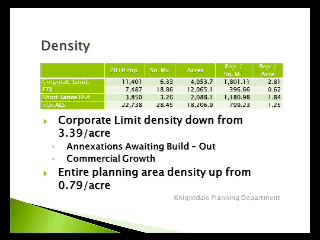 Density
2010 Pop. Sq. Mi. Acres Pop. / Sq. Mi. Pop. / Acre
Corporate Limits 11,401 6.33 4,053.7 1,801.11 2.81
ETJ 7,487 18.86 12,065.1 396.66 0.62
Short Range USA 3,850 3.26 2,088.1 1,180.98 1.84
TOTALS 22,738 28.45 18,206.9 799.23 1.25
Corporate Limit density down from
3.39/acre
Annexations Awaiting Build – Out
Commercial Growth
Entire planning area density up from
0.79/acre
Knightdale Planning Department